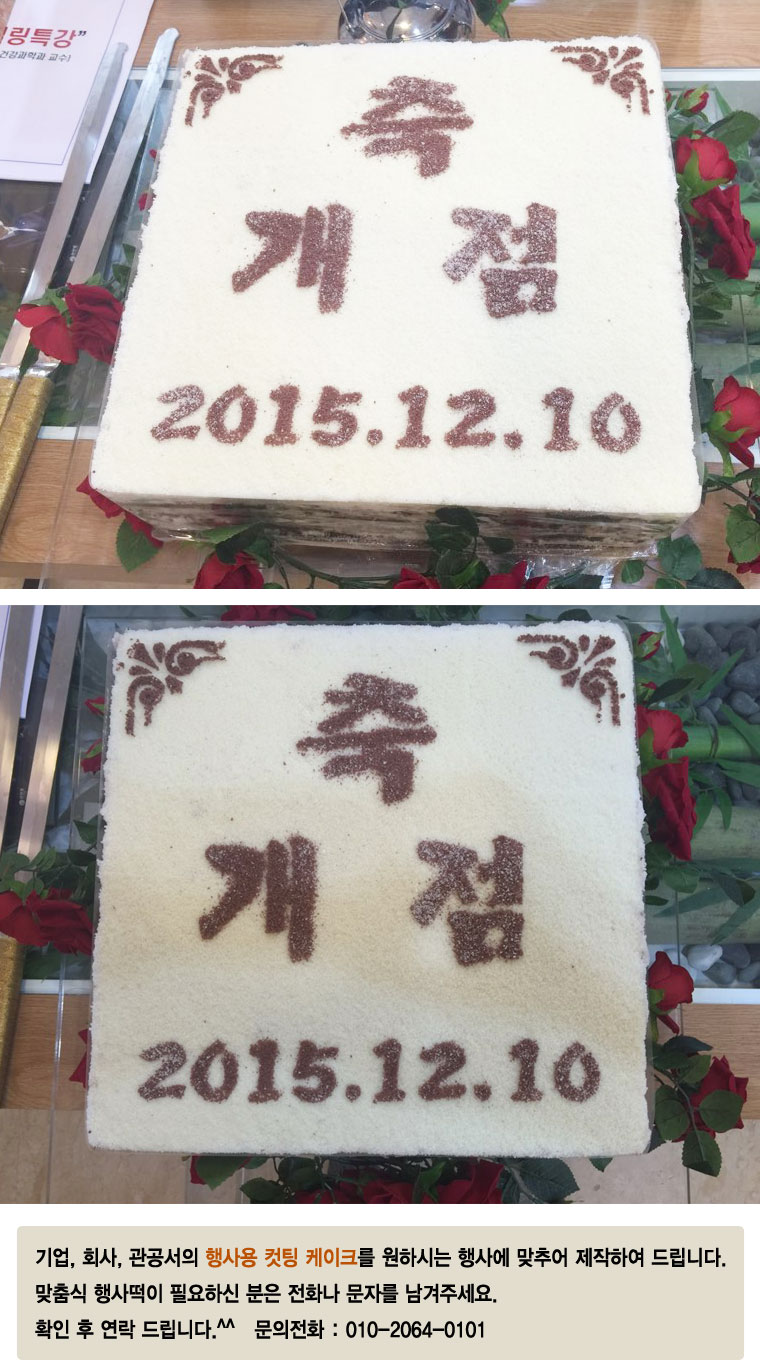 링특강”
건강과학과 교수!
축
개 점
2015.12.10
축
개 점
2015.12.10
기업, 회사, 관공서의 행사용 컷팅 케이크를 원하시는 행사에 맞추어 제작하여 드립니다.
맞춤식 행사떡이 필요하신 분은 전화나 문자를 남겨주세요.
확인 후 연락 드립니다.^^ 문의전화 : 010-2064-0101